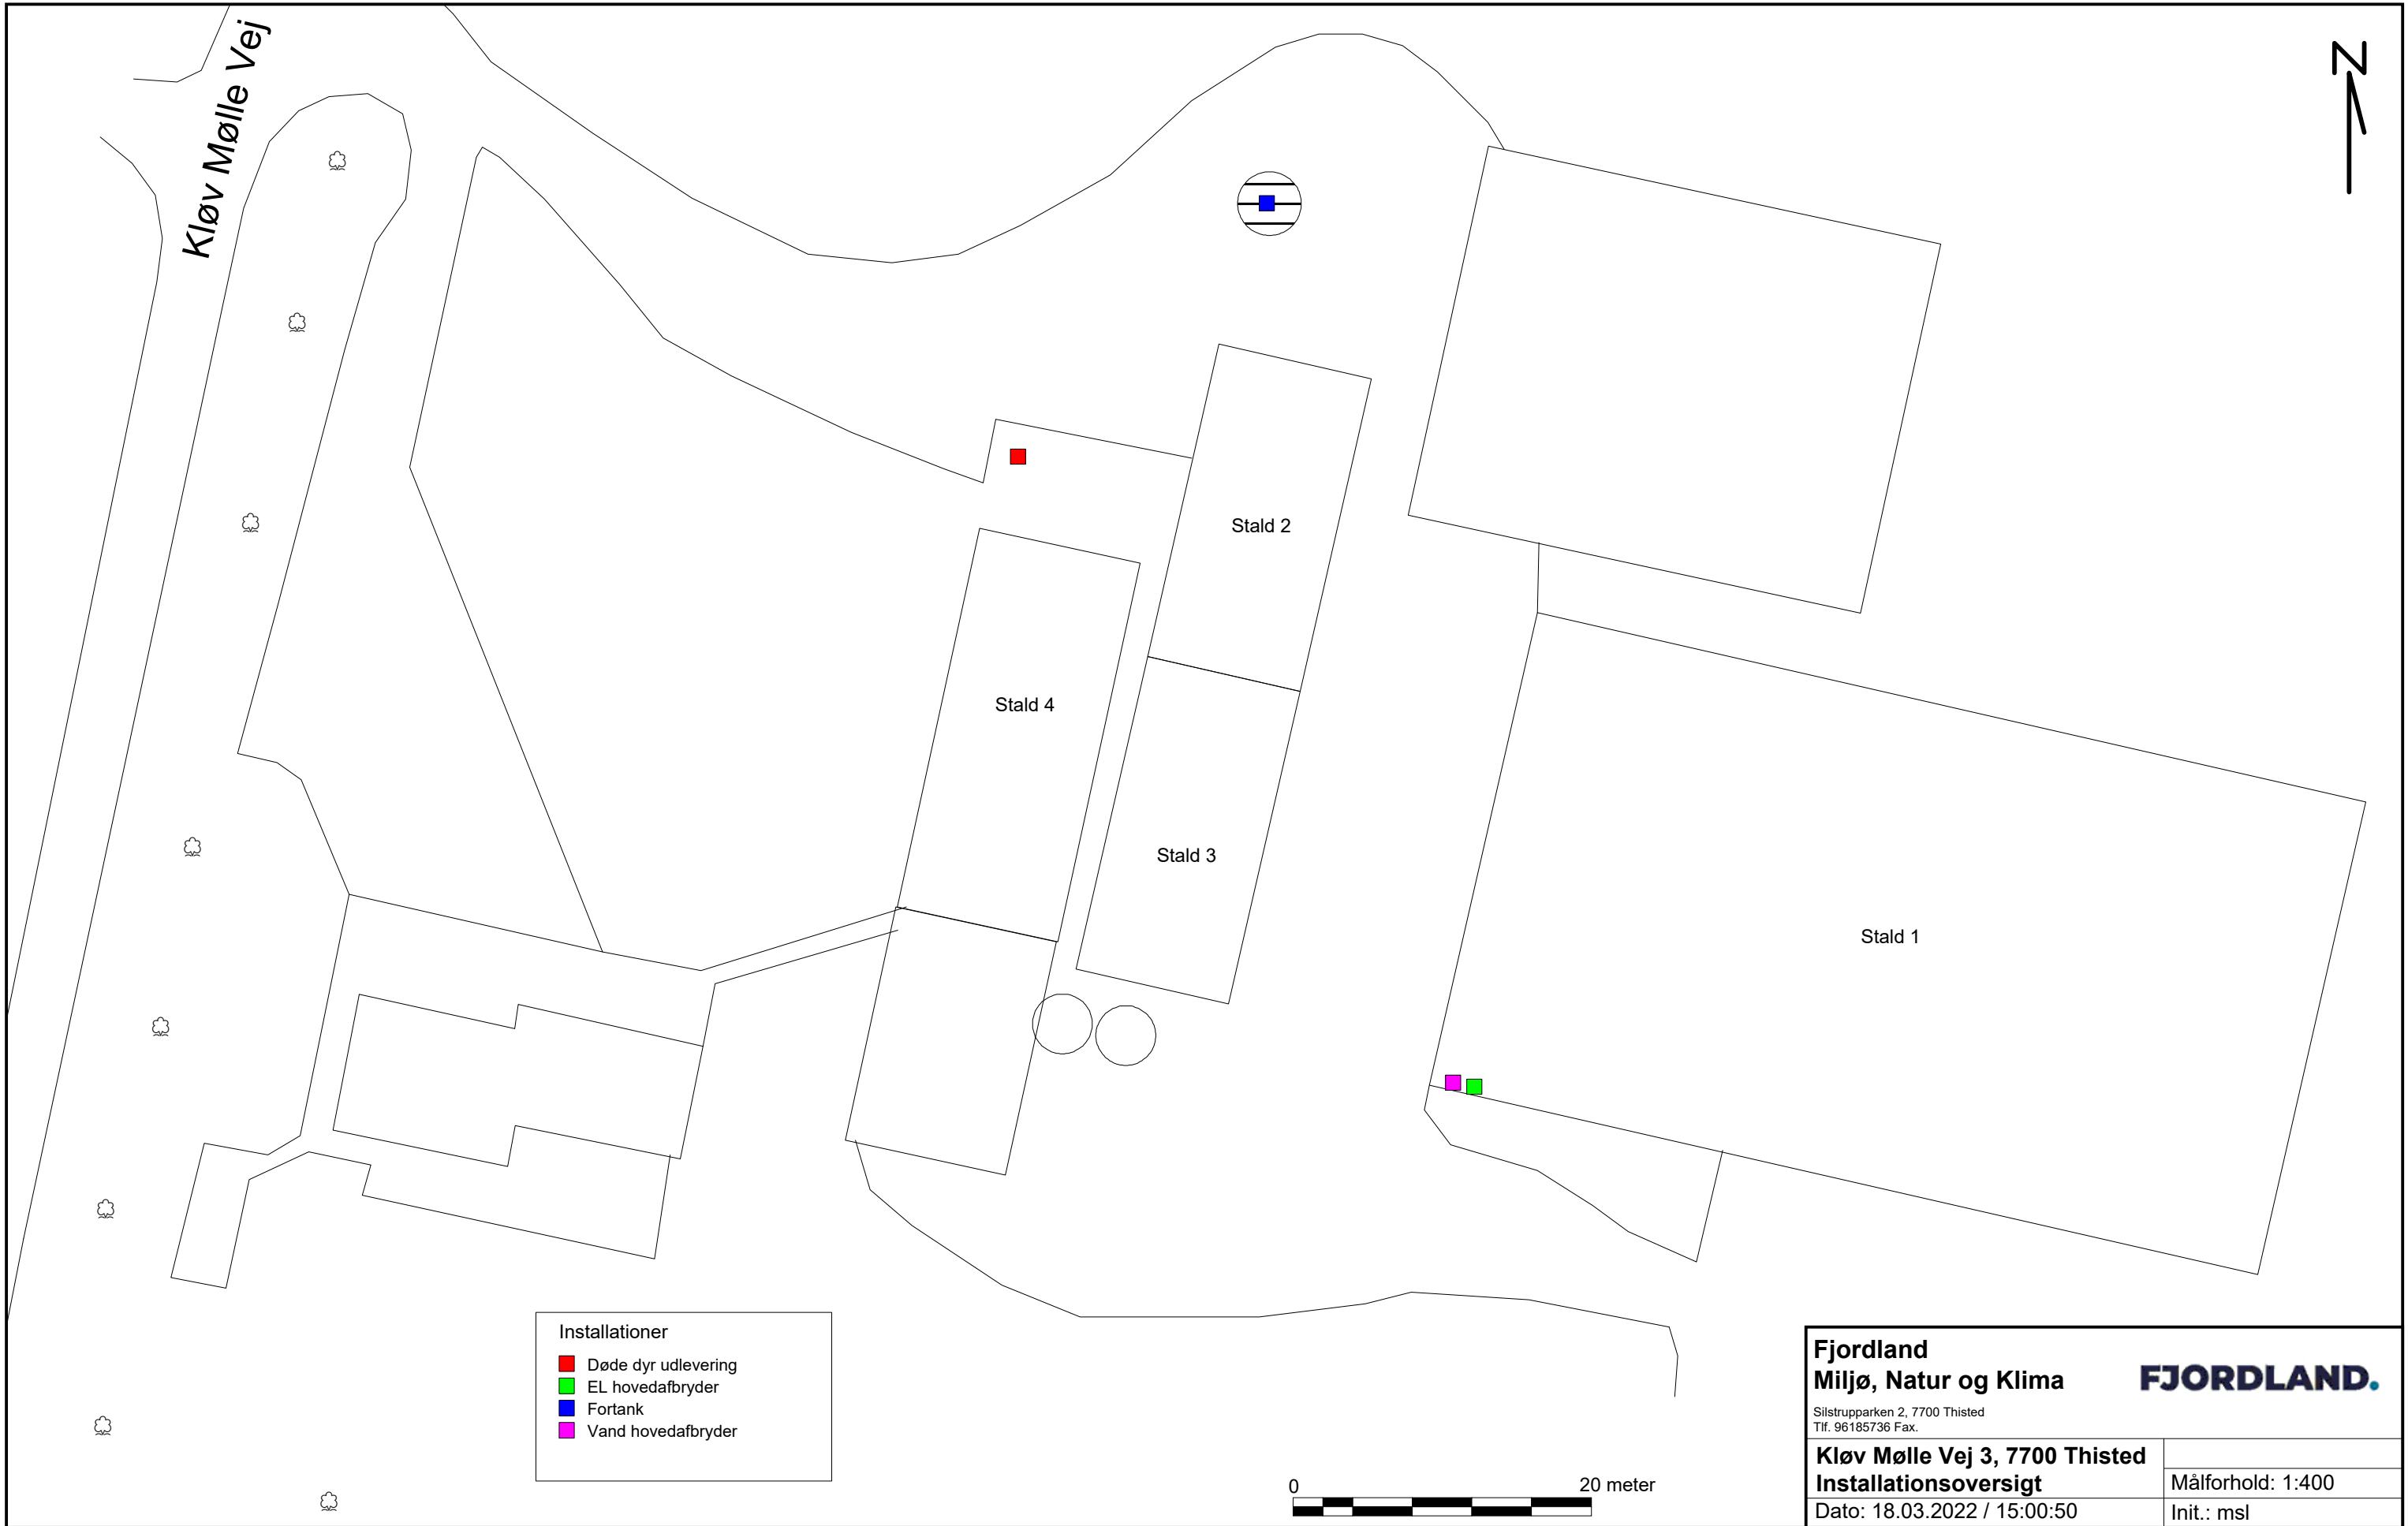 Kløv Mølle Vej
N
Stald 2
Stald 4
Stald 3
Stald 1
Installationer
Døde dyr udlevering
EL hovedafbryder
Fortank
Vand hovedafbryder
0 20 meter
Fjordland
Miljø, Natur og Klima
FJORDLAND.
Silstrupparken 2, 7700 Thisted
Tlf. 96185736 Fax.
Kløv Mølle Vej 3, 7700 Thisted
Installationsoversigt
Målforhold: 1:400
Dato: 18.03.2022 / 15:00:50
Init.: msl